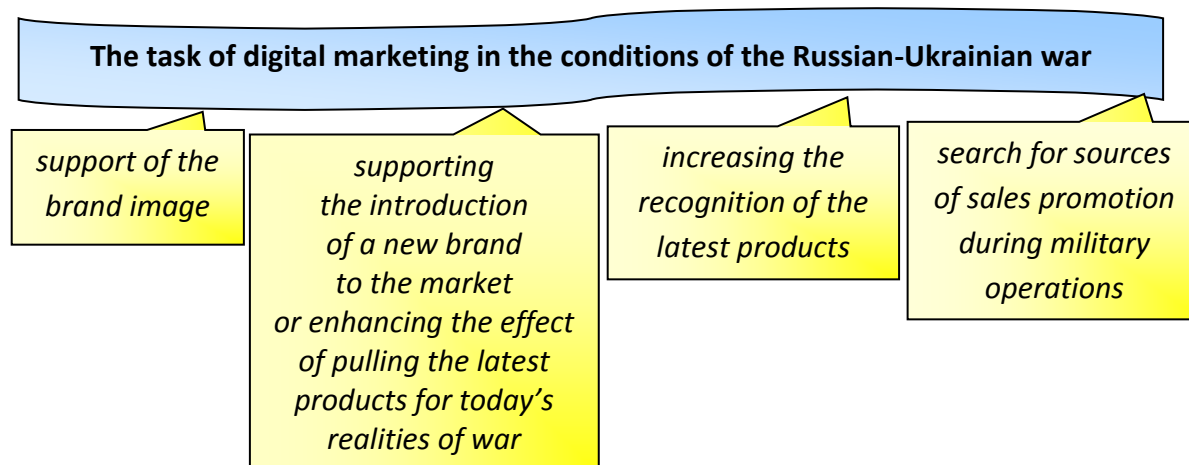 The task of digital marketing in the conditions of the Russian-Ukrainian war
support of the
brand image
supporting
the introduction
of a new brand
to the market
or enhancing the effect
of pulling the latest
products for today’s
realities of war
increasing the
recognition of the
latest products
search for sources
of sales promotion
during military
operations